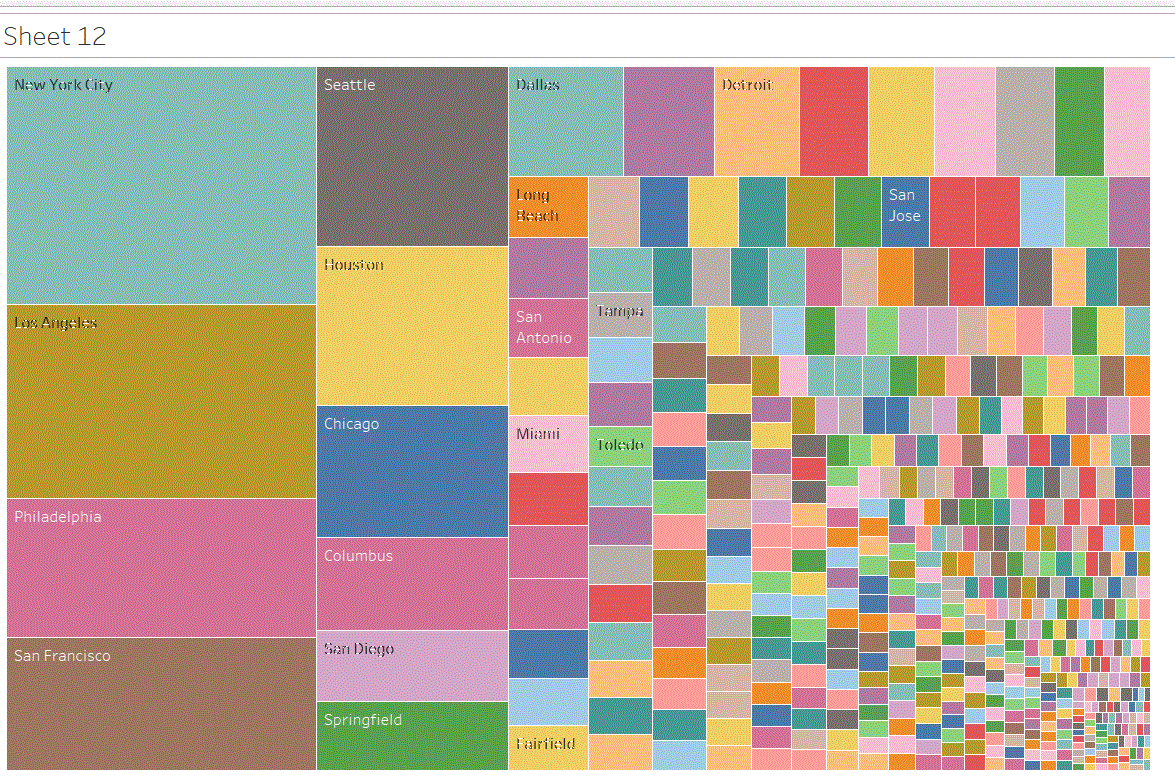 Sheet 12
New York City
Los Angeles
Philadelphia
San Francisco
Seattle
Houston
Chicago
Columbus
San Diego
Springfield
Dallas
Detroit
Long
Beach
San
Antonio
Miami
Fairfield
San
Jose
Tampa
Toledo